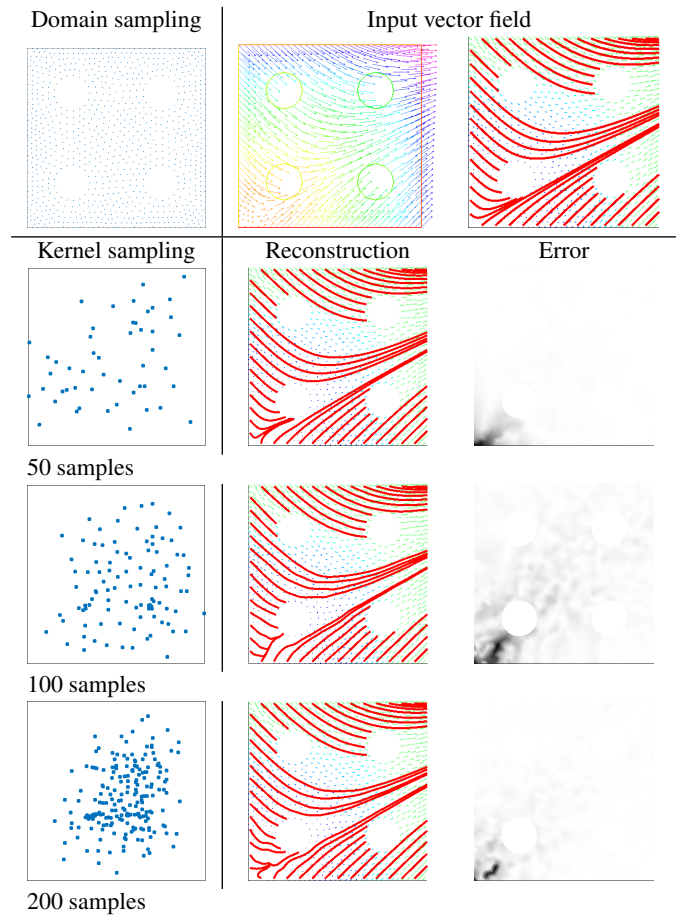 Domain sampling
Input vector field
Kernel sampling
Reconstruction
Error
50 samples
100 samples
200 samples